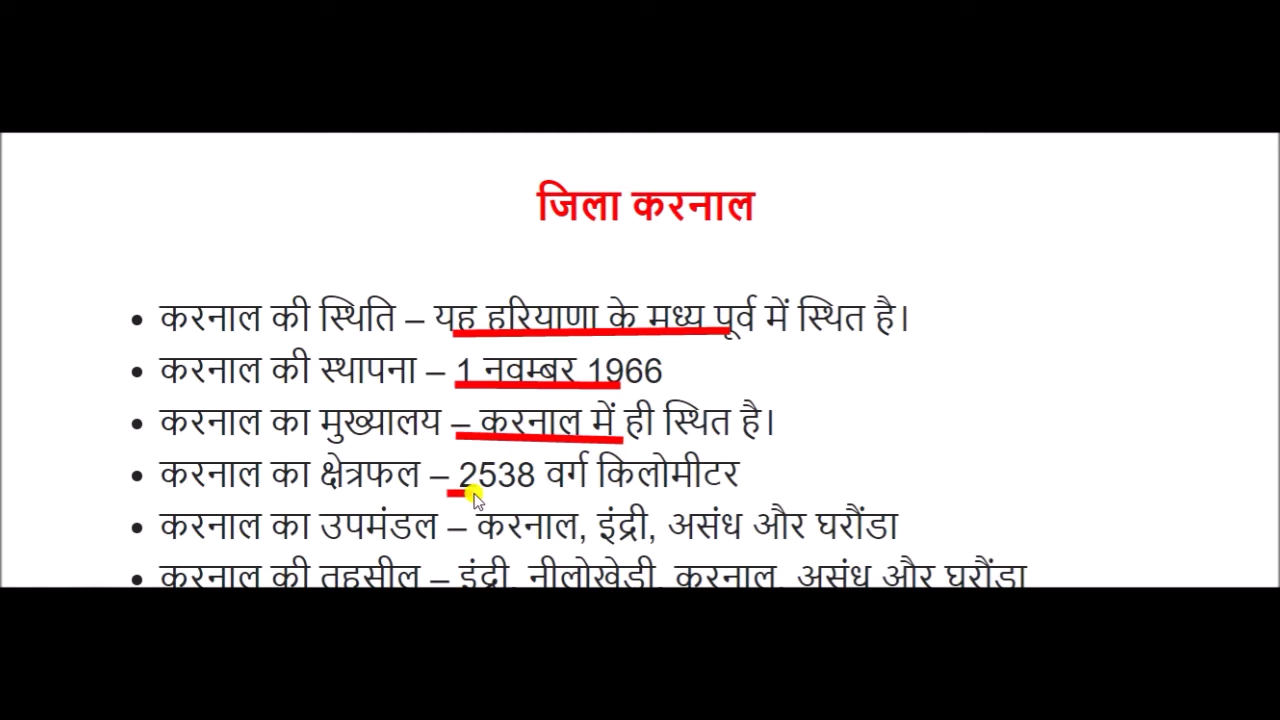 जिला करनाल
• करनाल की स्थिति – यह हरियाणा के मध्य पूर्व में स्थित है।
• करनाल की स्थापना – 1 नवम्बर 1966
• करनाल का मुख्यालय – करनाल में ही स्थित है।
• करनाल का क्षेत्रफल – 2538 वर्ग किलोमीटर
• करनाल का उपमंडल – करनाल, इंद्री, असंध और घरौंडा
• करनाल की तहसील – इंद्री, नीलोखेड़ी, करनाल, असंध और घरौंडा